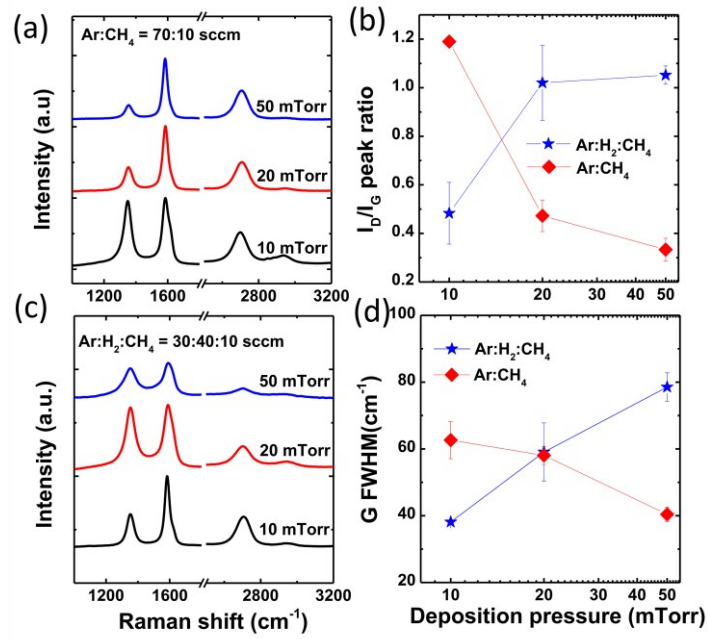 (a)
Ar:CH₄ = 70:10 sccm
50 mTorr
20 mTorr
10 mTorr
Intensity (a.u)
1200 1600 2800 3200
(b)
1.2
1.0
0.8
0.6
0.4
0.2
I_D/I_G peak ratio
Ar:H₂:CH₄
Ar:CH₄
10 20 30 40 50
(c)
Ar:H₂:CH₄ = 30:40:10 sccm
50 mTorr
20 mTorr
10 mTorr
Intensity (a.u.)
1200 1600 2800 3200
Raman shift (cm⁻¹)
(d)
100
80
60
40
20
G FWHM(cm⁻¹)
Ar:H₂:CH₄
Ar:CH₄
10 20 30 40 50
Deposition pressure (mTorr)